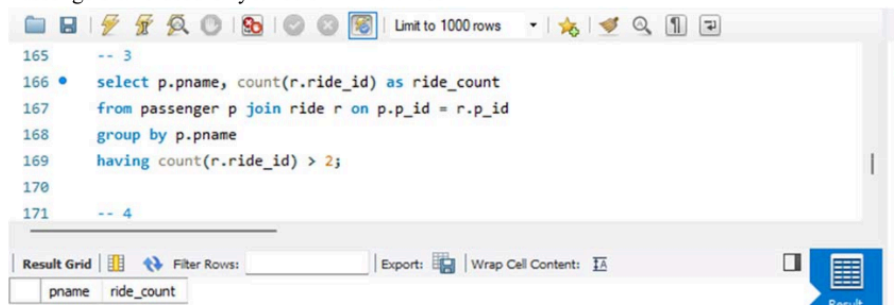 Limit to 1000 rows
165 -- 3
166 select p.pname, count(r.ride_id) as ride_count
167 from passenger p join ride r on p.p_id = r.p_id
168 group by p.pname
169 having count(r.ride_id) > 2;
170
171 -- 4
Result Grid Filter Rows: Export: Wrap Cell Content: IA
pname ride_count